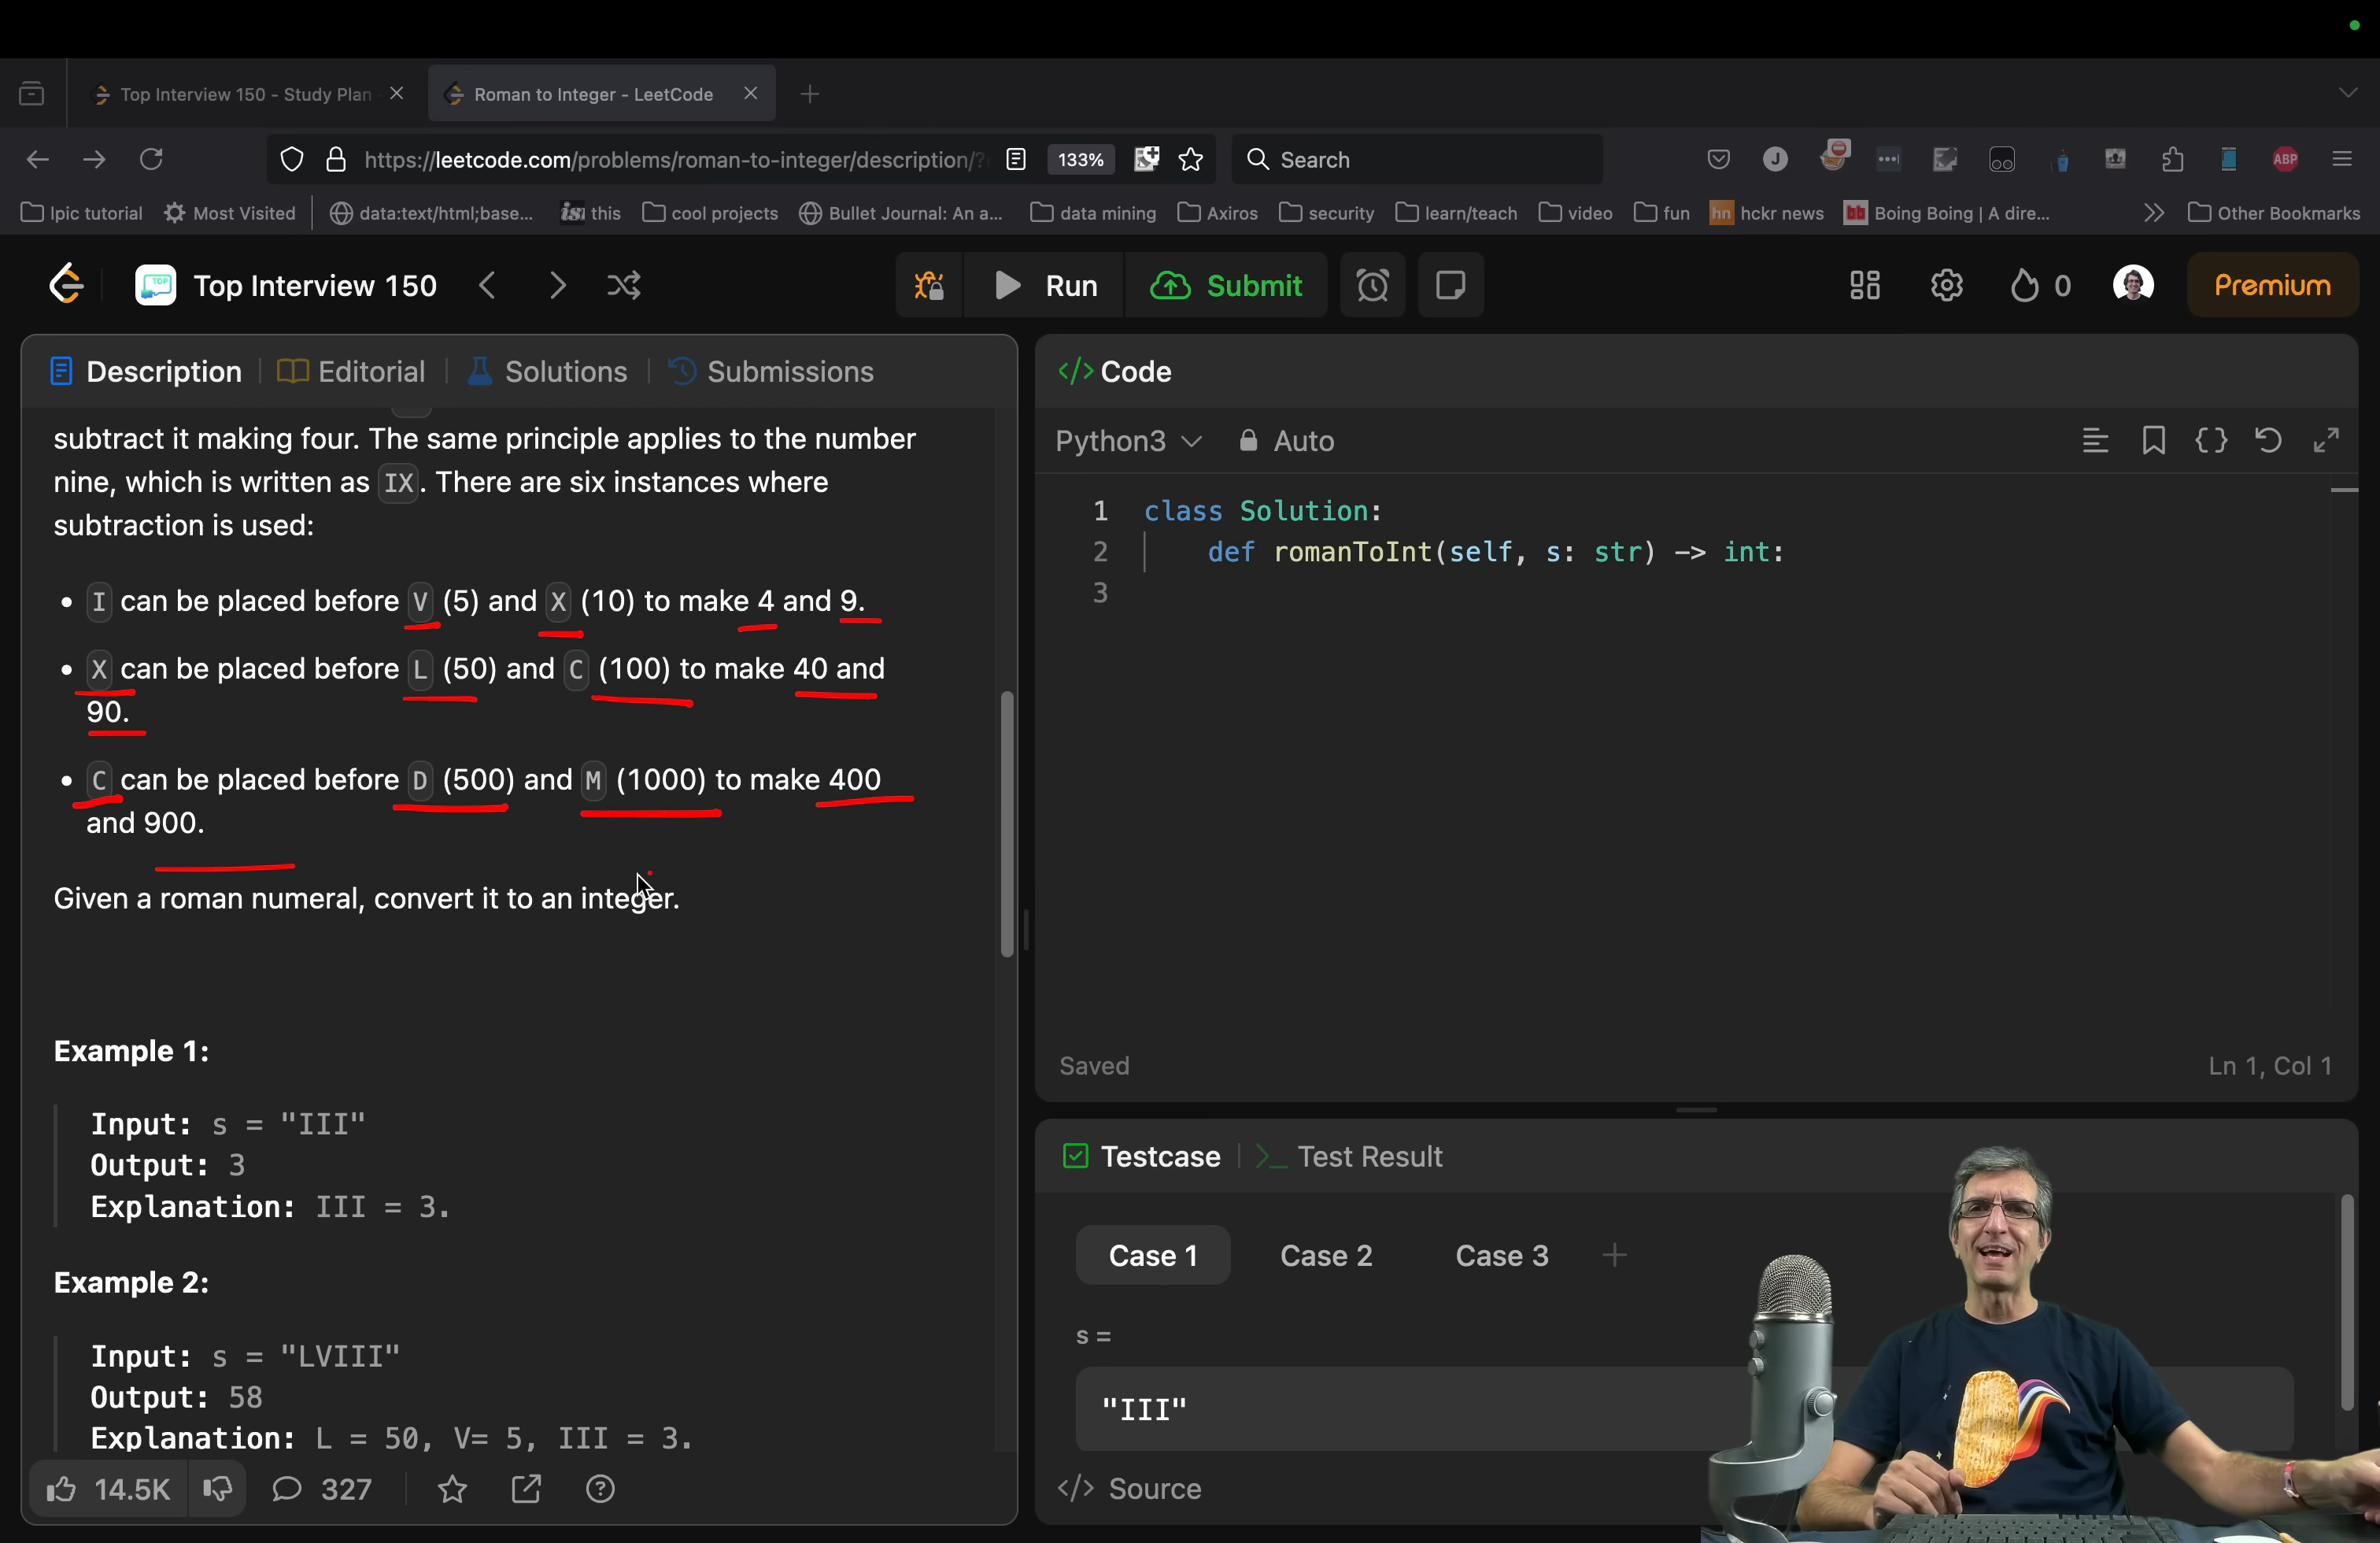 Top Interview 150 - Study Plan
Roman to Integer - LeetCode
https://leetcode.com/problems/roman-to-integer/description/?
133%
Search
J
ABP
lpic tutorial
Most Visited
data:text/html;base...
this
cool projects
Bullet Journal: An a...
data mining
Axiros
security
learn/teach
video
fun
hn hckr news
bb Boing Boing | A dire...
Other Bookmarks
TOP
Top Interview 150
Run
Submit
0
Premium
Description
Editorial
Solutions
Submissions
subtract it making four. The same principle applies to the number
nine, which is written as IX. There are six instances where
subtraction is used:
• I can be placed before V (5) and X (10) to make 4 and 9.
• X can be placed before L (50) and C (100) to make 40 and
90.
• C can be placed before D (500) and M (1000) to make 400
and 900.
Given a roman numeral, convert it to an integer.
Example 1:
Input: s = "III"
Output: 3
Explanation: III = 3.
Example 2:
Input: s = "LVIII"
Output: 58
Explanation: L = 50, V= 5, III = 3.
14.5K
327
</> Code
Python3
Auto
1 class Solution:
2 def romanToInt(self, s: str) -> int:
3
Saved
Ln 1, Col 1
Testcase
>_ Test Result
Case 1
Case 2
Case 3
s =
"III"
</> Source